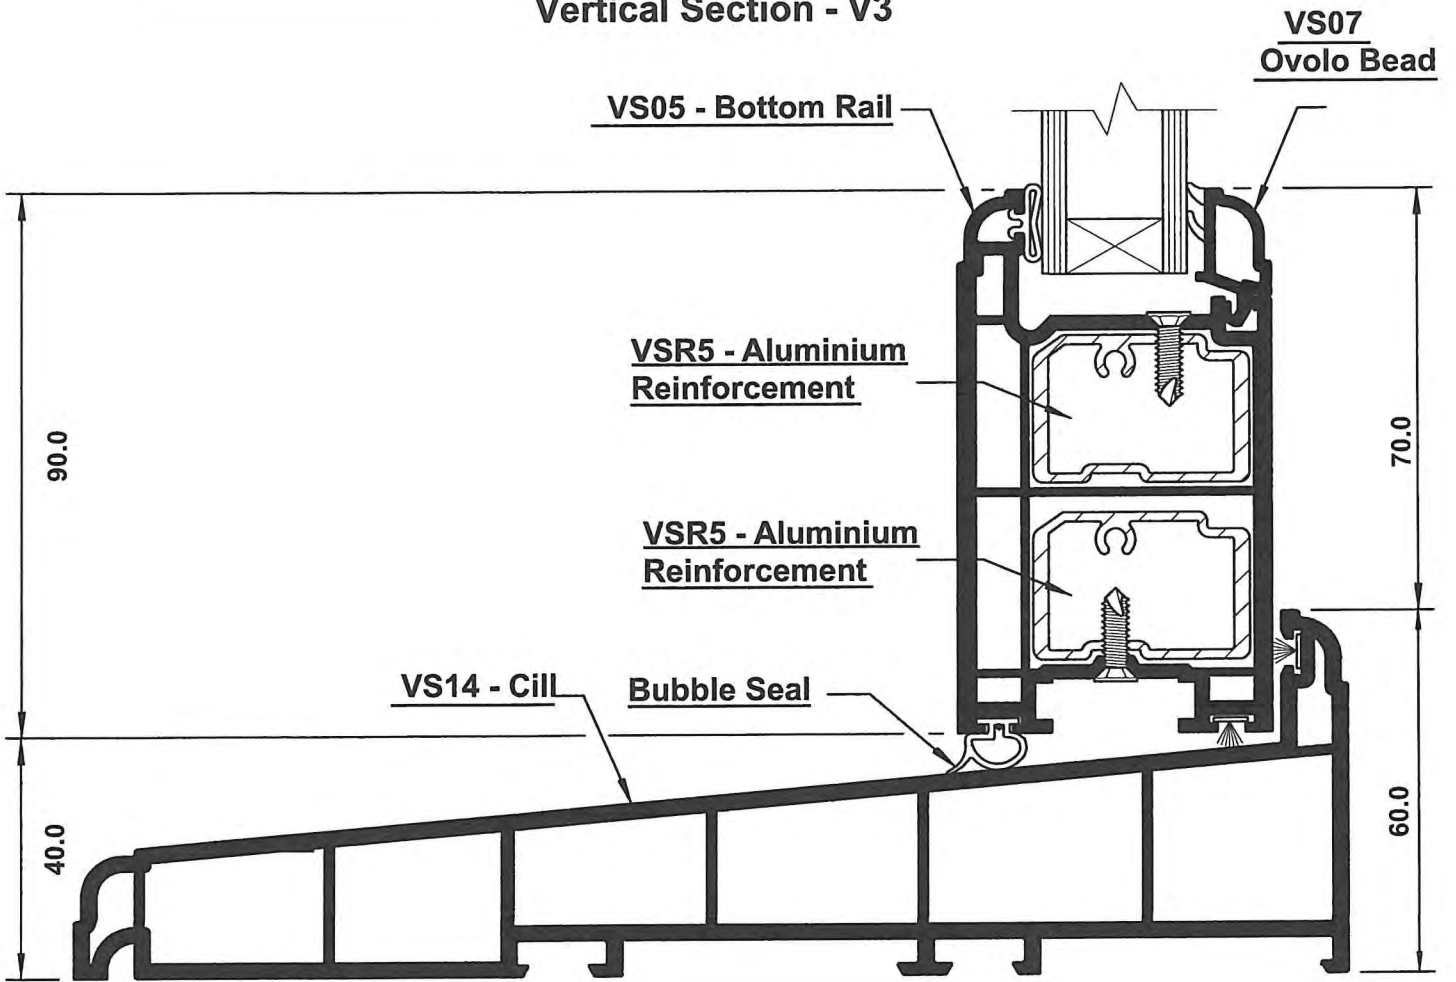 Vertical Section - V3
VS07
Ovolo Bead
VS05 - Bottom Rail
VSR5 - Aluminium
Reinforcement
90.0
70.0
VSR5 - Aluminium
Reinforcement
VS14 - Cill
Bubble Seal
40.0
60.0